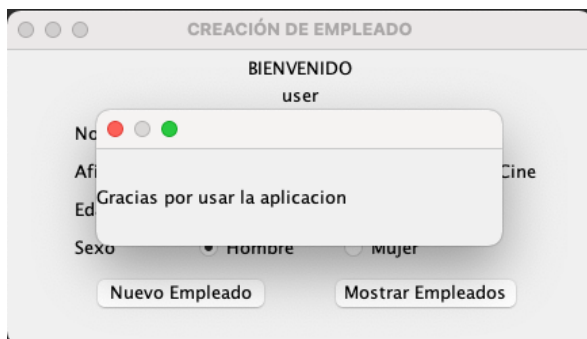 CREACIÓN DE EMPLEADO
BIENVENIDO
user
Cine
Gracias por usar la aplicacion
Sexo Hombre Mujer
Nuevo Empleado Mostrar Empleados